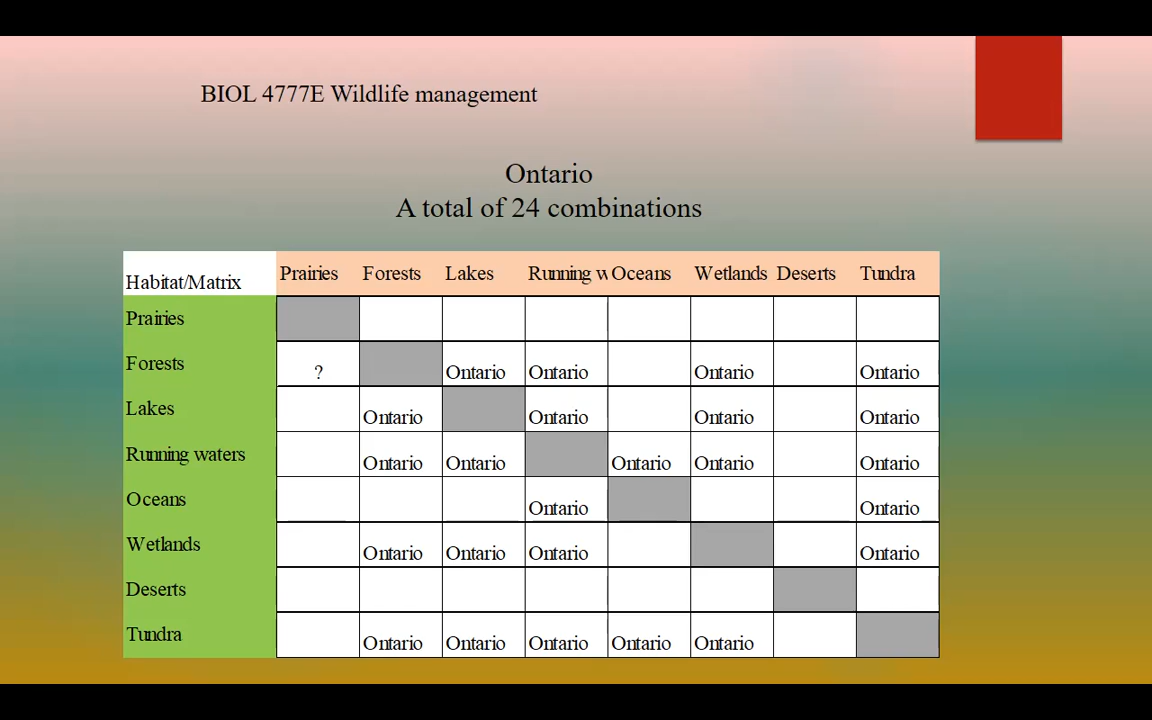 BIOL 4777E Wildlife management
Ontario
A total of 24 combinations
Habitat/Matrix Prairies Forests Lakes Running w Oceans Wetlands Deserts Tundra
Prairies
Forests ? Ontario Ontario Ontario Ontario
Lakes Ontario Ontario Ontario Ontario
Running waters Ontario Ontario Ontario Ontario Ontario
Oceans Ontario Ontario
Wetlands Ontario Ontario Ontario Ontario
Deserts
Tundra Ontario Ontario Ontario Ontario Ontario